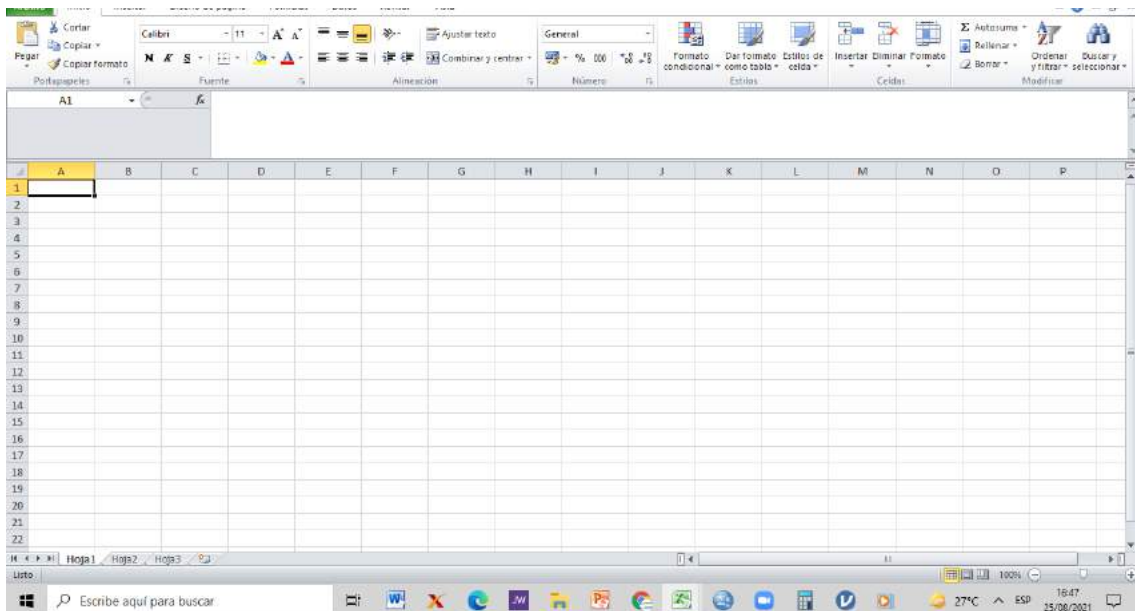 Cortar
Copiar
Copiar formato
Pegar
Portapapeles
Calibri 11 A A
N K S A
Fuente
Ajustar texto
Combinar y centrar
Alineación
General
% 000
Número
Formato condicional
Dar formato como tabla
Estilos de celda
Estilos
Insertar Eliminar Formato
Celdas
Σ Autosuma
Rellenar
Borrar
Ordenar y filtrar
Buscar y seleccionar
Modificar
A1 fx
A B C D E F G H I J K L M N O P
1
2
3
4
5
6
7
8
9
10
11
12
13
14
15
16
17
18
19
20
21
22
Hoja1 Hoja2 Hoja3
Listo 100%
Escribe aquí para buscar 27°C ESP 16:47
25/08/2021